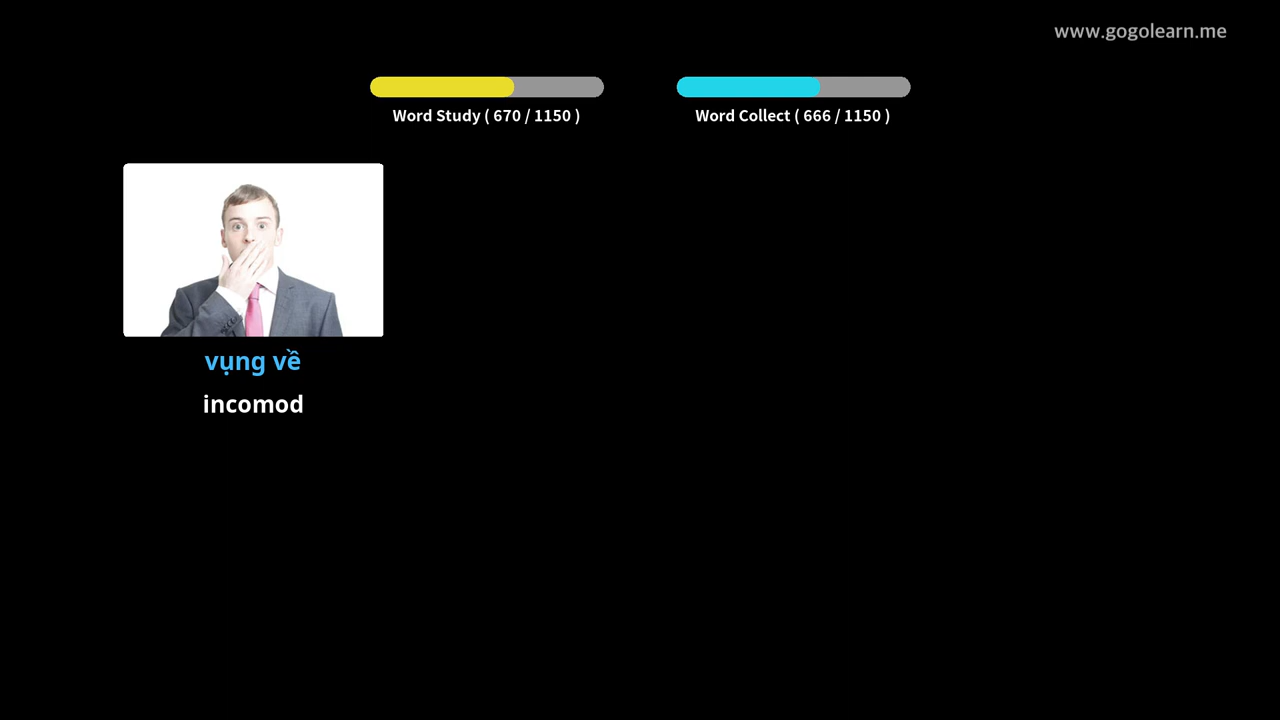 www.gogolearn.me
Word Study ( 670 / 1150 )
Word Collect ( 666 / 1150 )
vụng về
incomod